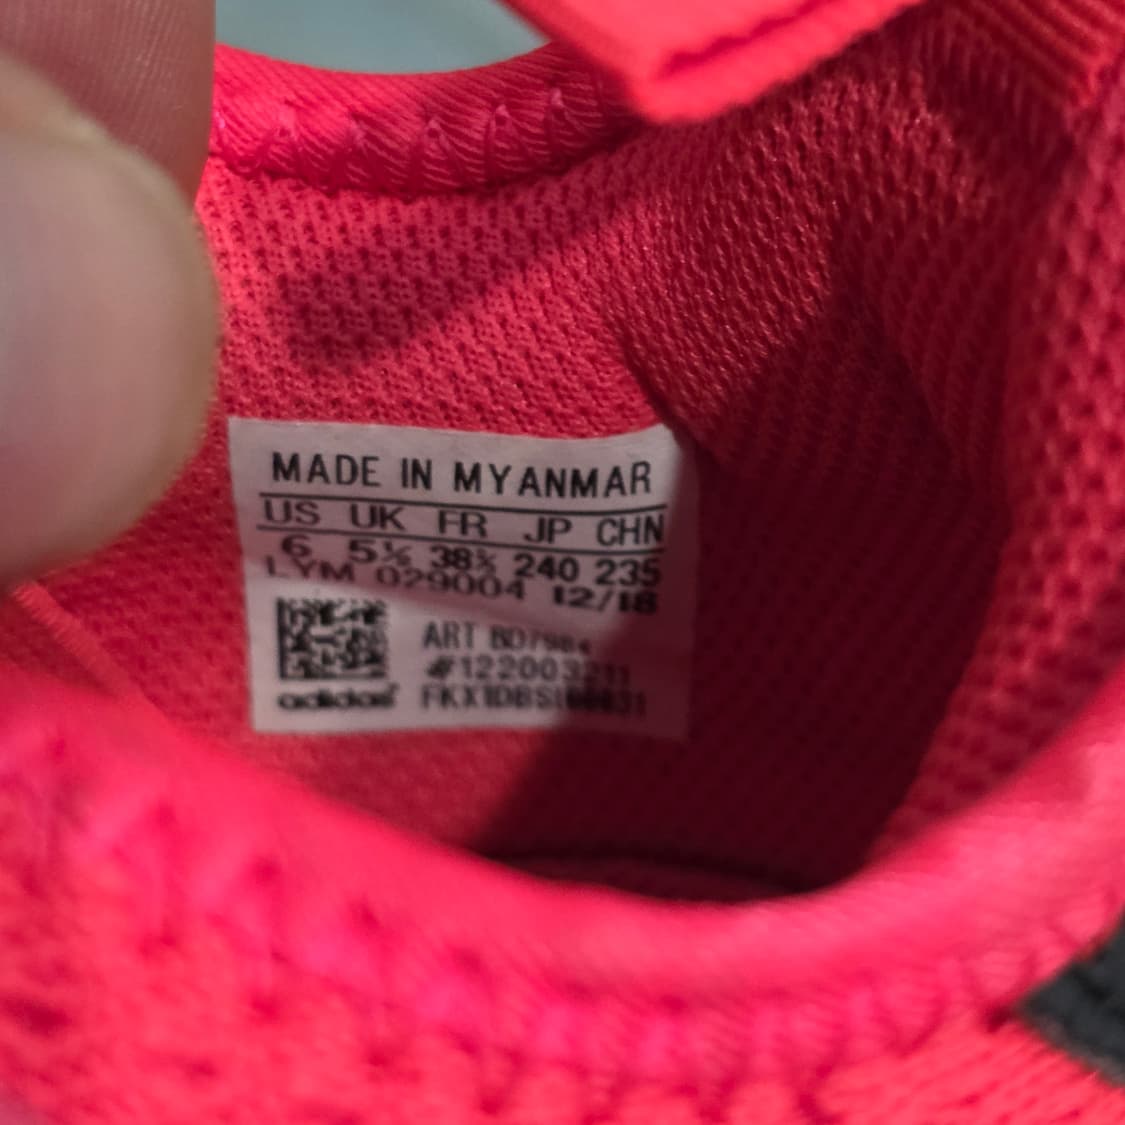 MADE IN MYANMAR
US UK FR JP CHN
6 5½ 38⅔ 240 235
LYM 029004 12/18
ART
adidas